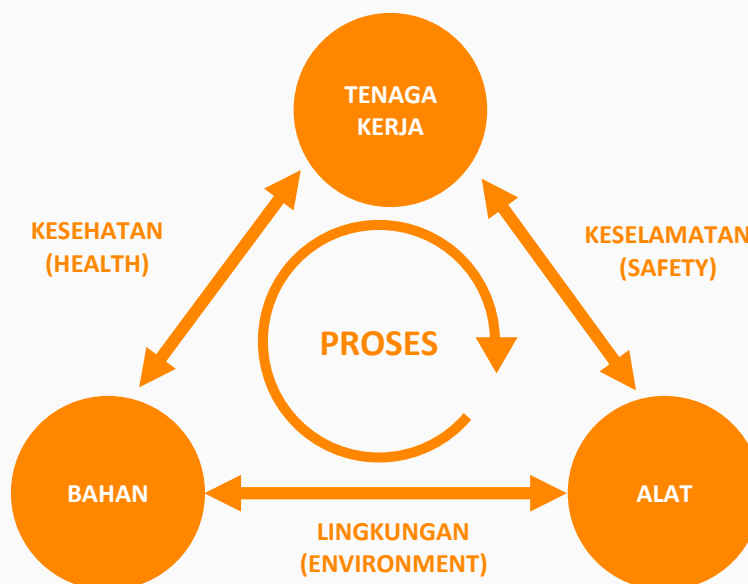 TENAGA
KERJA
KESEHATAN
(HEALTH)
KESELAMATAN
(SAFETY)
PROSES
BAHAN
ALAT
LINGKUNGAN
(ENVIRONMENT)